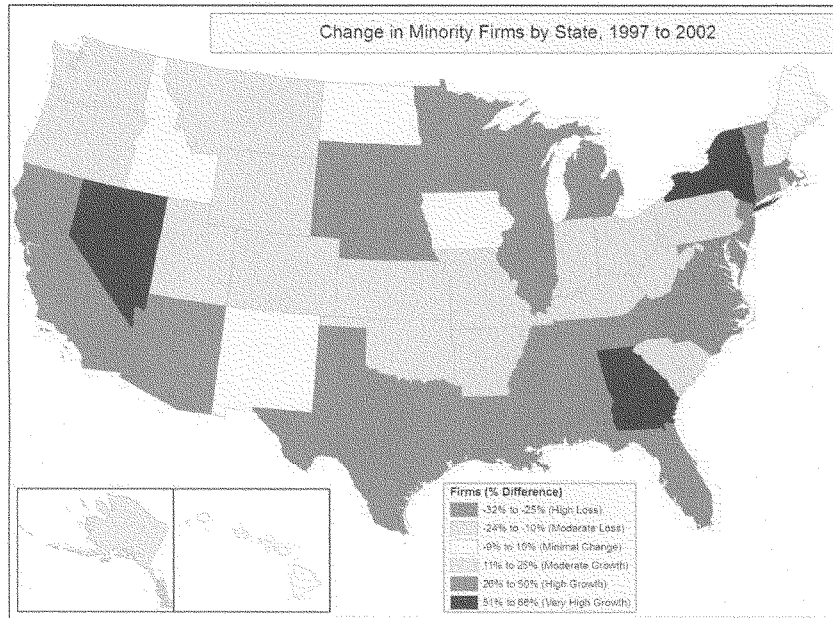 Change in Minority Firms by State, 1997 to 2002
Firms (% Difference)
-32% to -25% (High Loss)
-24% to -10% (Moderate Loss)
-9% to 10% (Minimal Change)
11% to 25% (Moderate Growth)
26% to 50% (High Growth)
51% to 66% (Very High Growth)